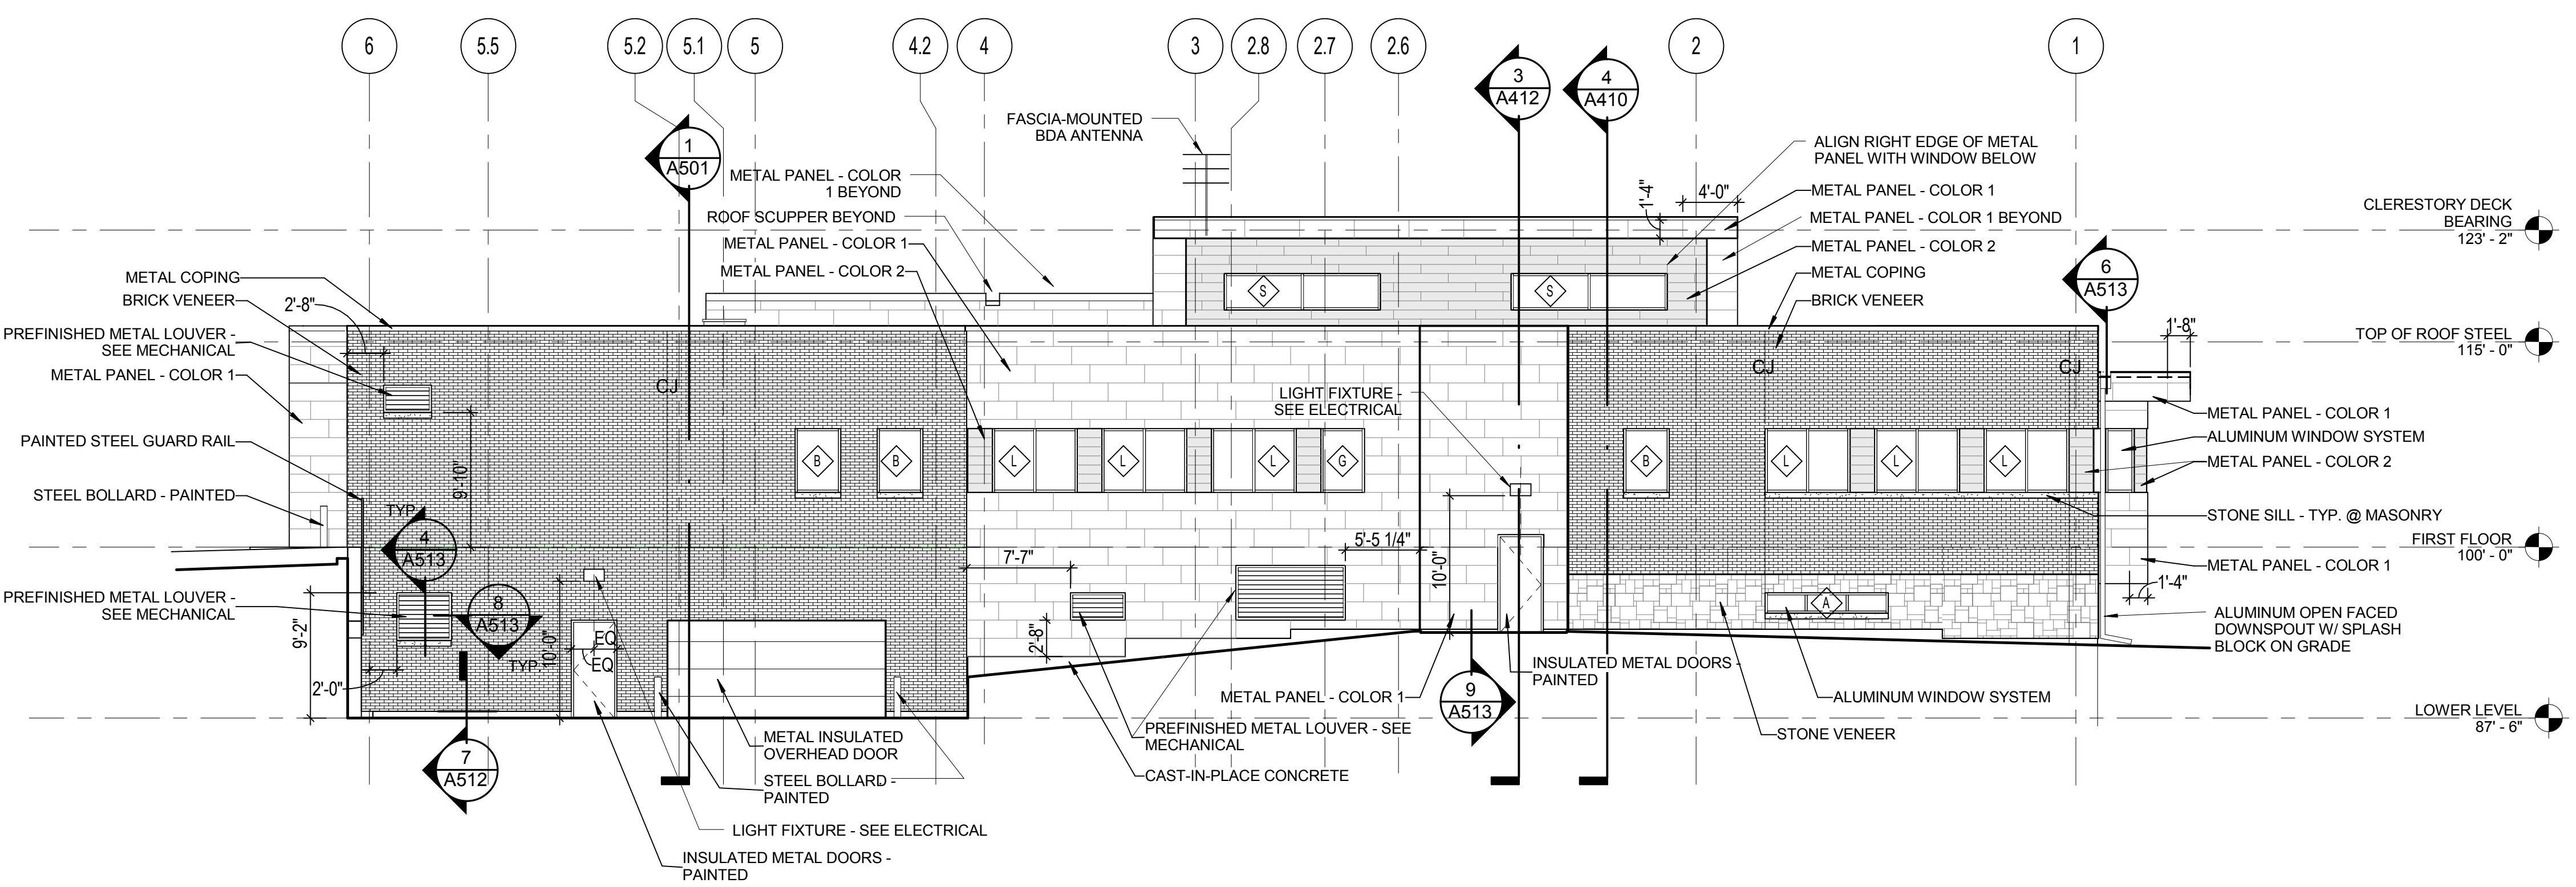 6
5.5
5.2
5.1
5
4.2
4
3
2.8
2.7
2.6
2
1
3
A412
4
A410
1
A501
6
A513
FASCIA-MOUNTED
BDA ANTENNA
METAL PANEL - COLOR
1 BEYOND
ROOF SCUPPER BEYOND
METAL PANEL - COLOR 1
METAL PANEL - COLOR 2
ALIGN RIGHT EDGE OF METAL
PANEL WITH WINDOW BELOW
METAL PANEL - COLOR 1
METAL PANEL - COLOR 1 BEYOND
METAL PANEL - COLOR 2
METAL COPING
BRICK VENEER
1'-4"
4'-0"
CLERESTORY DECK
BEARING
123' - 2"
TOP OF ROOF STEEL
115' - 0"
FIRST FLOOR
100' - 0"
LOWER LEVEL
87' - 6"
METAL COPING
BRICK VENEER
2'-8"
PREFINISHED METAL LOUVER -
SEE MECHANICAL
METAL PANEL - COLOR 1
PAINTED STEEL GUARD RAIL
STEEL BOLLARD - PAINTED
PREFINISHED METAL LOUVER -
SEE MECHANICAL
9'-10"
TYP.
4
A513
8
A513
TYP.
9'-2"
2'-0"
10'-0"
EQ
EQ
7
A512
CJ
CJ
CJ
S
S
B
B
L
L
L
G
B
L
L
L
A
LIGHT FIXTURE -
SEE ELECTRICAL
7'-7"
5'-5 1/4"
2'-8"
10'-0"
1'-8"
METAL PANEL - COLOR 1
ALUMINUM WINDOW SYSTEM
METAL PANEL - COLOR 2
STONE SILL - TYP. @ MASONRY
METAL PANEL - COLOR 1
1'-4"
ALUMINUM OPEN FACED
DOWNSPOUT W/ SPLASH
BLOCK ON GRADE
INSULATED METAL DOORS -
PAINTED
METAL PANEL - COLOR 1
9
A513
ALUMINUM WINDOW SYSTEM
STONE VENEER
PREFINISHED METAL LOUVER - SEE
MECHANICAL
CAST-IN-PLACE CONCRETE
METAL INSULATED
OVERHEAD DOOR
STEEL BOLLARD -
PAINTED
LIGHT FIXTURE - SEE ELECTRICAL
INSULATED METAL DOORS -
PAINTED